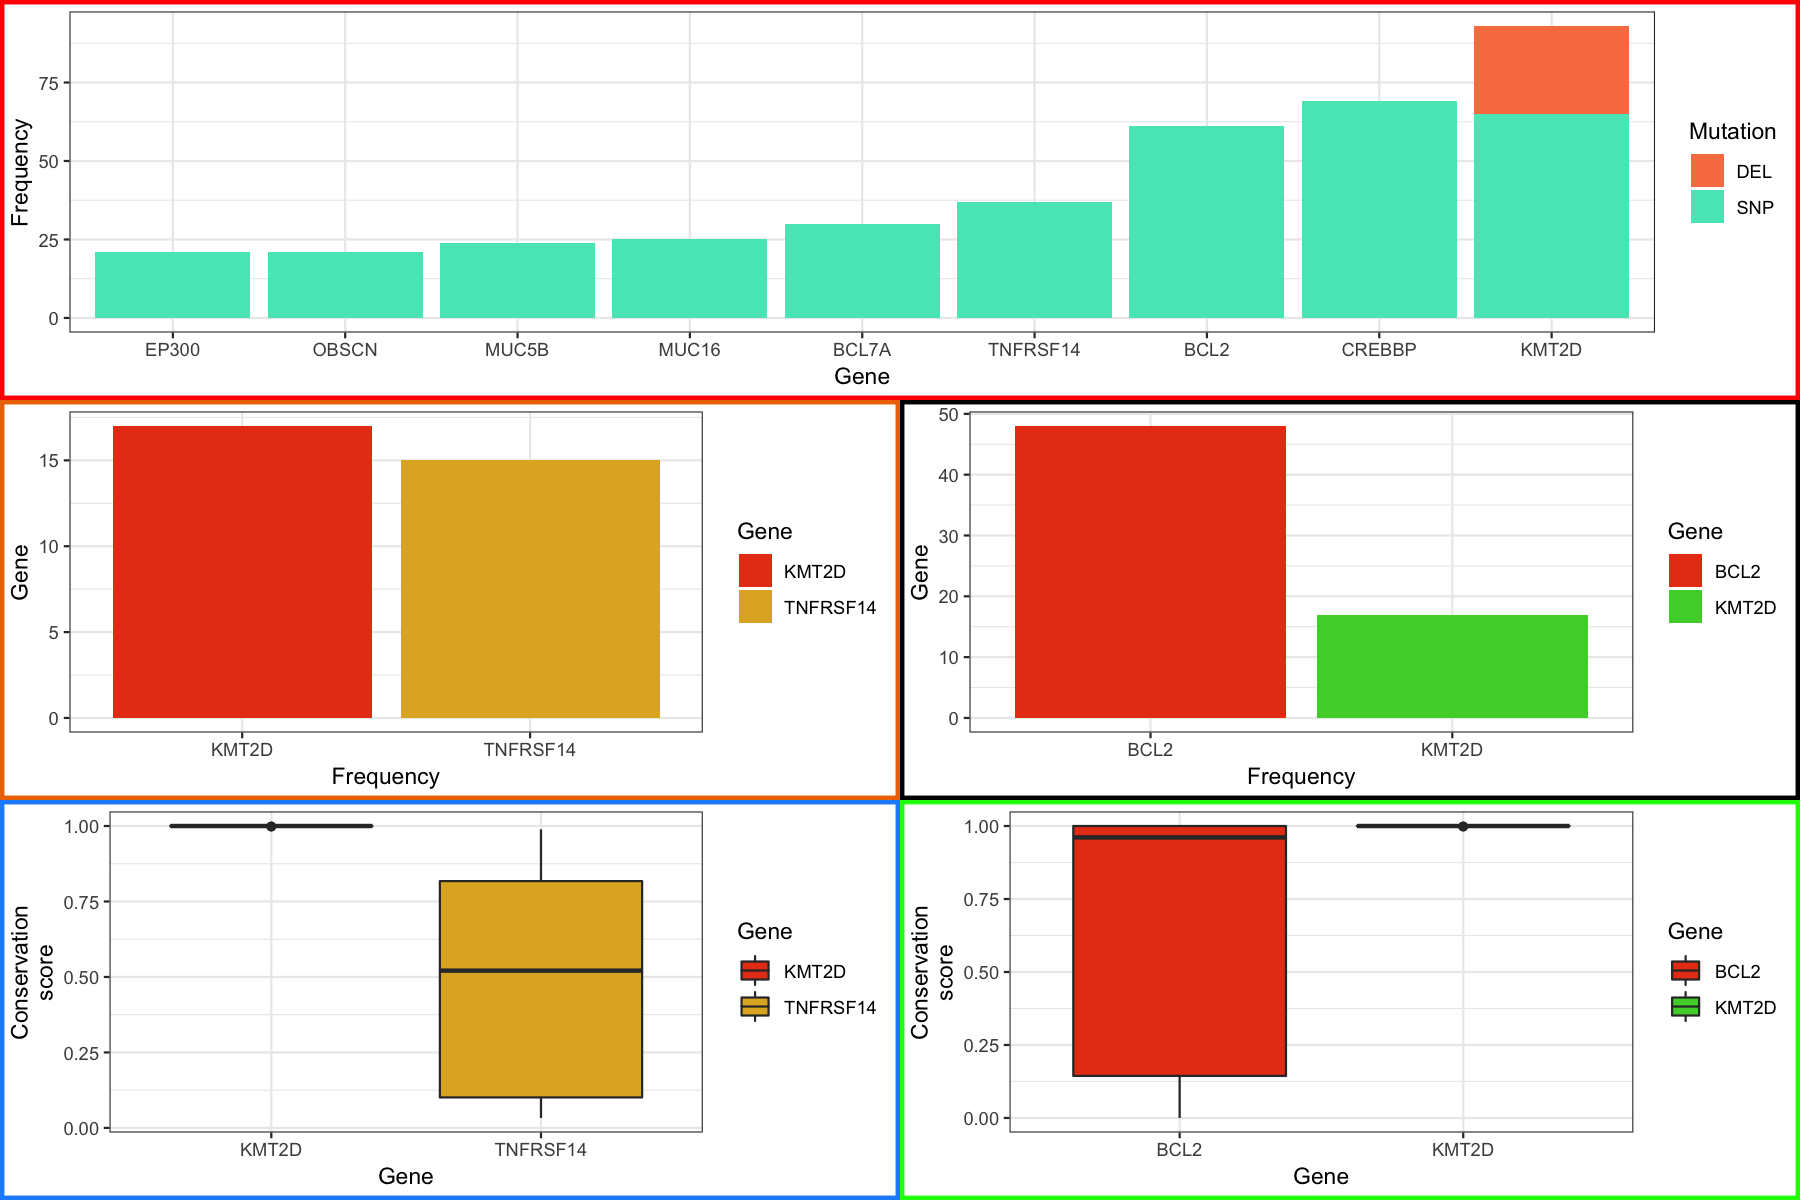 Frequency
75
50
25
0
EP300 OBSCN MUC5B MUC16 BCL7A TNFRSF14 BCL2 CREBBP KMT2D
Gene
Mutation
DEL
SNP
Gene
15
10
5
0
KMT2D TNFRSF14
Frequency
Gene
KMT2D
TNFRSF14
Gene
50
40
30
20
10
0
BCL2 KMT2D
Frequency
Gene
BCL2
KMT2D
Conservation
score
1.00
0.75
0.50
0.25
0.00
KMT2D TNFRSF14
Gene
Gene
KMT2D
TNFRSF14
Conservation
score
1.00
0.75
0.50
0.25
0.00
BCL2 KMT2D
Gene
Gene
BCL2
KMT2D